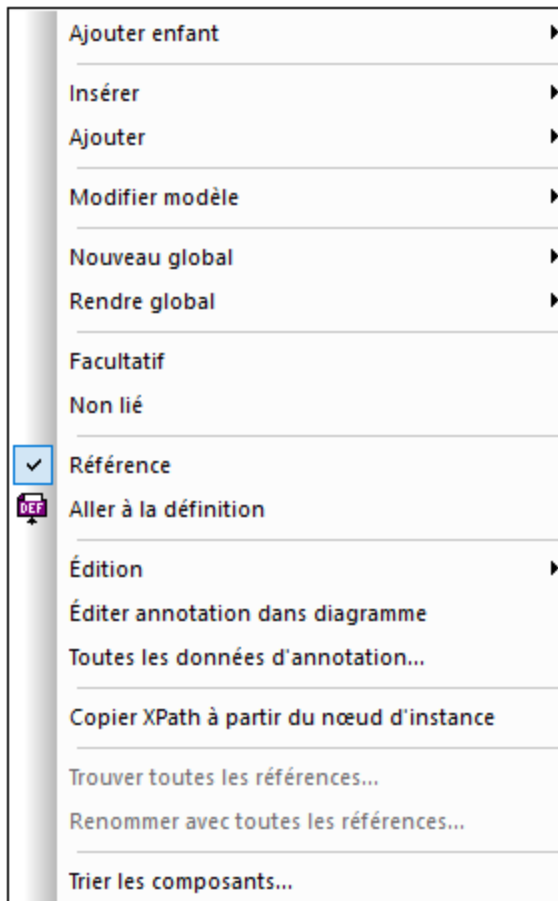 Ajouter enfant
Insérer
Ajouter
Modifier modèle
Nouveau global
Rendre global
Facultatif
Non lié
Référence
DEF
Aller à la définition
Édition
Éditer annotation dans diagramme
Toutes les données d'annotation...
Copier XPath à partir du nœud d'instance
Trouver toutes les références...
Renommer avec toutes les références...
Trier les composants...